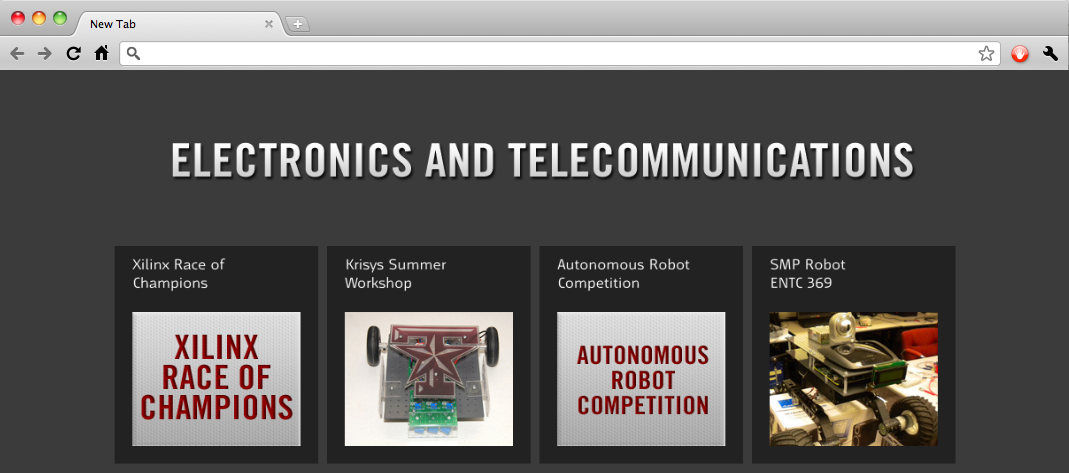 New Tab
ELECTRONICS AND TELECOMMUNICATIONS
Xilinx Race of
Champions
Krisys Summer
Workshop
Autonomous Robot
Competition
SMP Robot
ENTC 369
XILINX
RACE OF
CHAMPIONS
AUTONOMOUS
ROBOT
COMPETITION